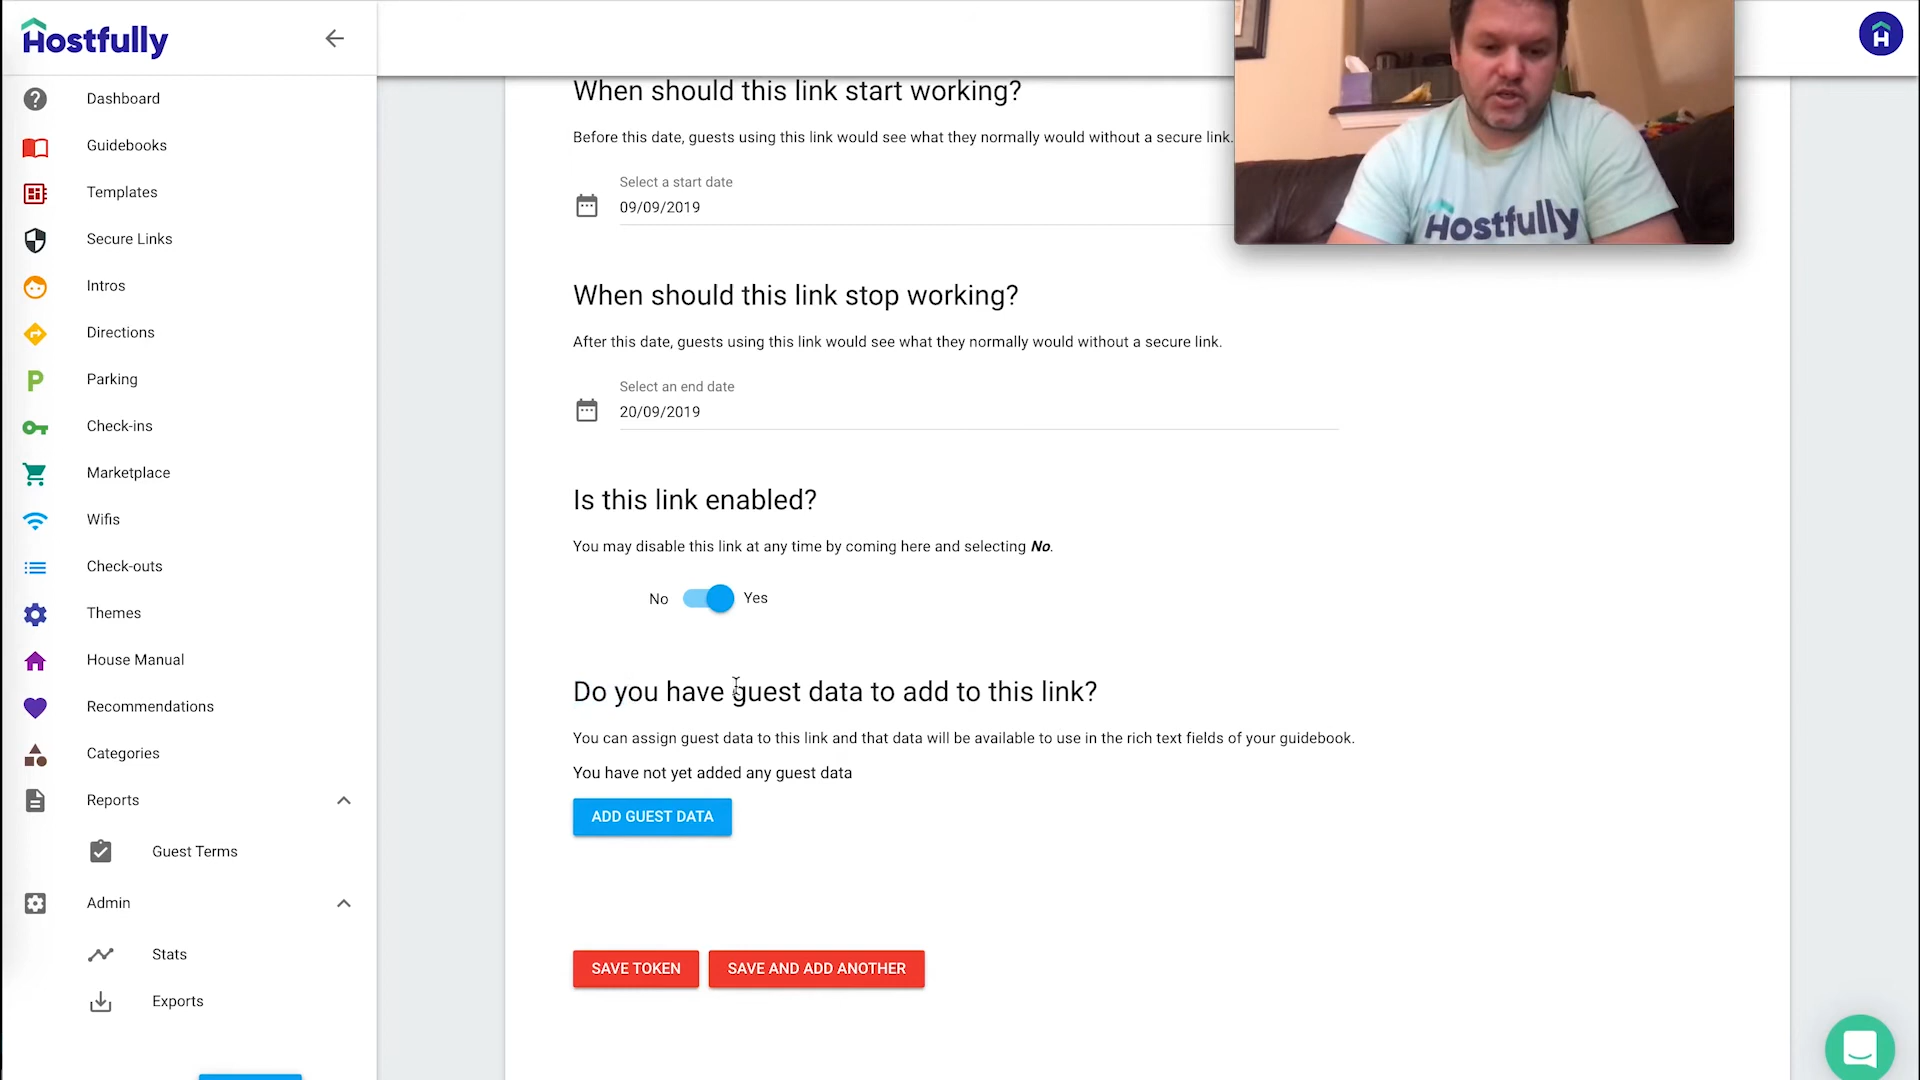 Hostfully
Dashboard
Guidebooks
Templates
Secure Links
Intros
Directions
Parking
Check-ins
Marketplace
Wifis
Check-outs
Themes
House Manual
Recommendations
Categories
Reports
Guest Terms
Admin
Stats
Exports
When should this link start working?
Before this date, guests using this link would see what they normally would without a secure link.
Select a start date
09/09/2019
When should this link stop working?
After this date, guests using this link would see what they normally would without a secure link.
Select an end date
20/09/2019
Is this link enabled?
You may disable this link at any time by coming here and selecting No.
No Yes
Do you have guest data to add to this link?
You can assign guest data to this link and that data will be available to use in the rich text fields of your guidebook.
You have not yet added any guest data
ADD GUEST DATA
SAVE TOKEN SAVE AND ADD ANOTHER
Hostfully
H